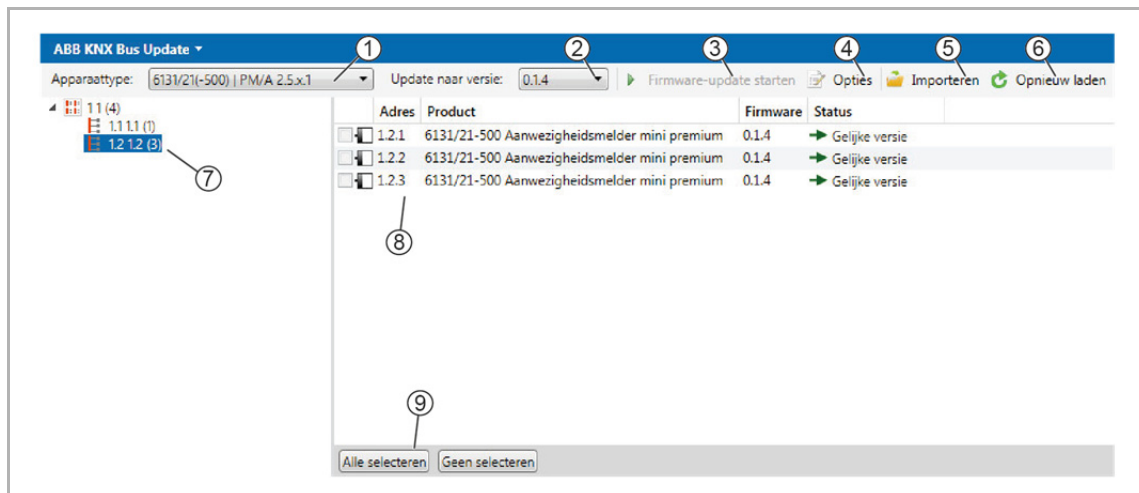 ABB KNX Bus Update
1 2 3 4 5 6
Apparaattype: 6131/21(-500) | PM/A 2.5.x.1 Update naar versie: 0.1.4 Firmware-update starten Opties Importeren Opnieuw laden
1 1 (4)
1.1 1.1 (1)
1.2 1.2 (3)
7
Adres Product Firmware Status
1.2.1 6131/21-500 Aanwezigheidsmelder mini premium 0.1.4 Gelijke versie
1.2.2 6131/21-500 Aanwezigheidsmelder mini premium 0.1.4 Gelijke versie
1.2.3 6131/21-500 Aanwezigheidsmelder mini premium 0.1.4 Gelijke versie
8
9
Alle selecteren Geen selecteren